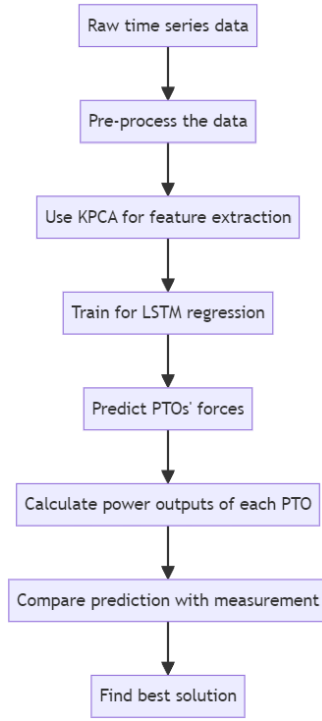 Raw time series data
Pre-process the data
Use KPCA for feature extraction
Train for LSTM regression
Predict PTOs' forces
Calculate power outputs of each PTO
Compare prediction with measurement
Find best solution